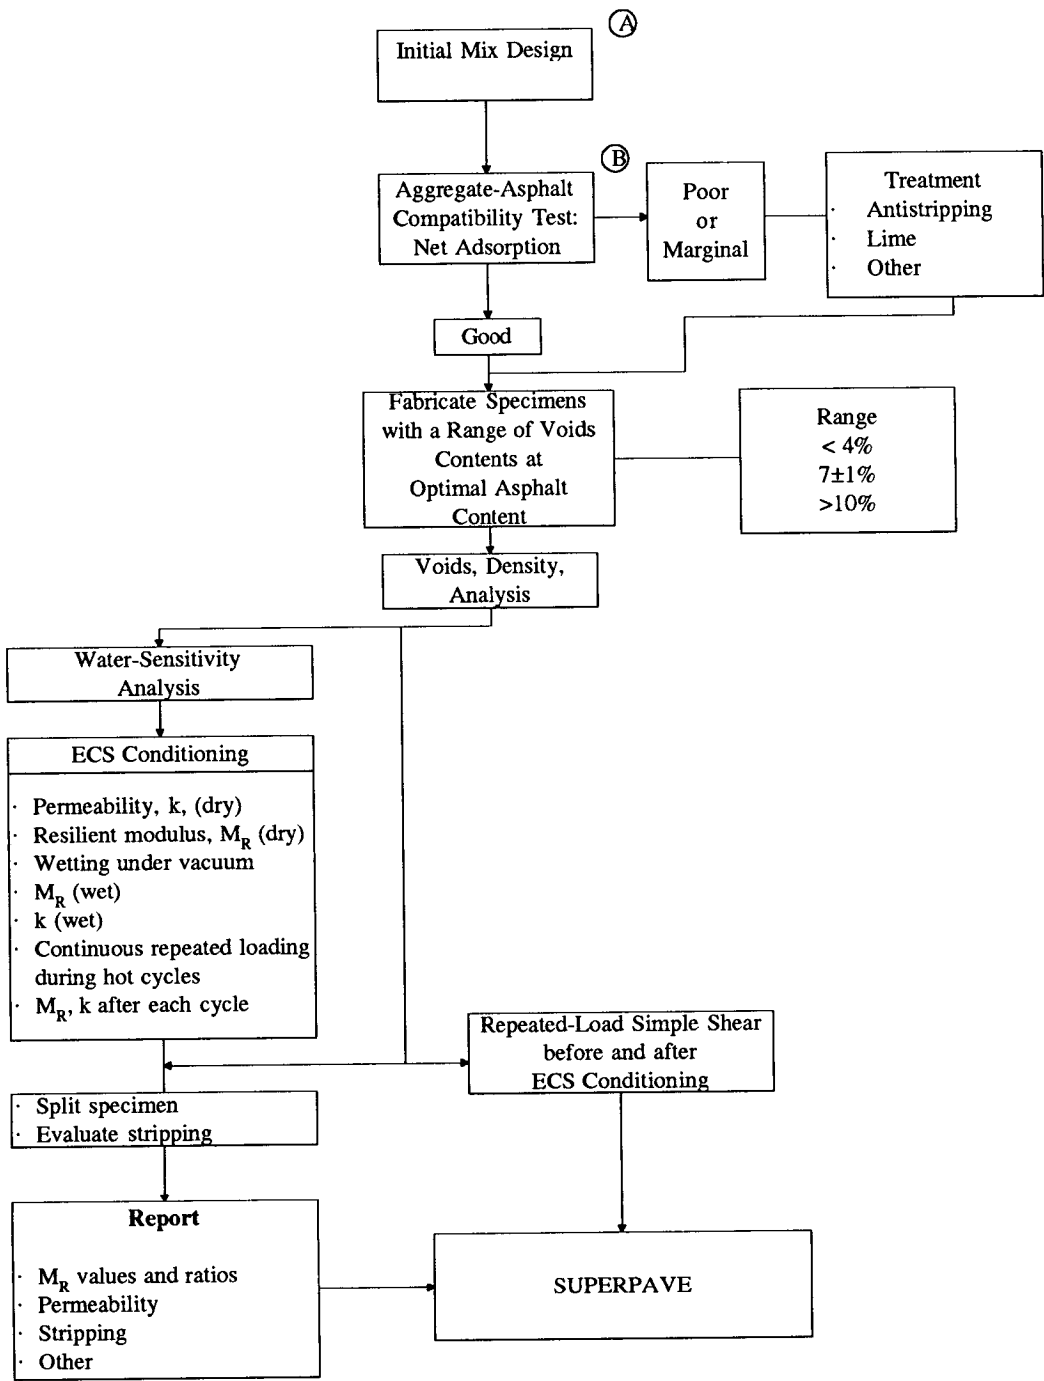 A
Initial Mix Design
B
Aggregate-Asphalt
Compatibility Test:
Net Adsorption
Poor
or
Marginal
Treatment
· Antistripping
· Lime
· Other
Good
Fabricate Specimens
with a Range of Voids
Contents at
Optimal Asphalt
Content
Range
< 4%
7±1%
>10%
Voids, Density,
Analysis
Water-Sensitivity
Analysis
ECS Conditioning
· Permeability, k, (dry)
· Resilient modulus, M_R (dry)
· Wetting under vacuum
· M_R (wet)
· k (wet)
· Continuous repeated loading
during hot cycles
· M_R, k after each cycle
Repeated-Load Simple Shear
before and after
ECS Conditioning
· Split specimen
· Evaluate stripping
Report
· M_R values and ratios
· Permeability
· Stripping
· Other
SUPERPAVE